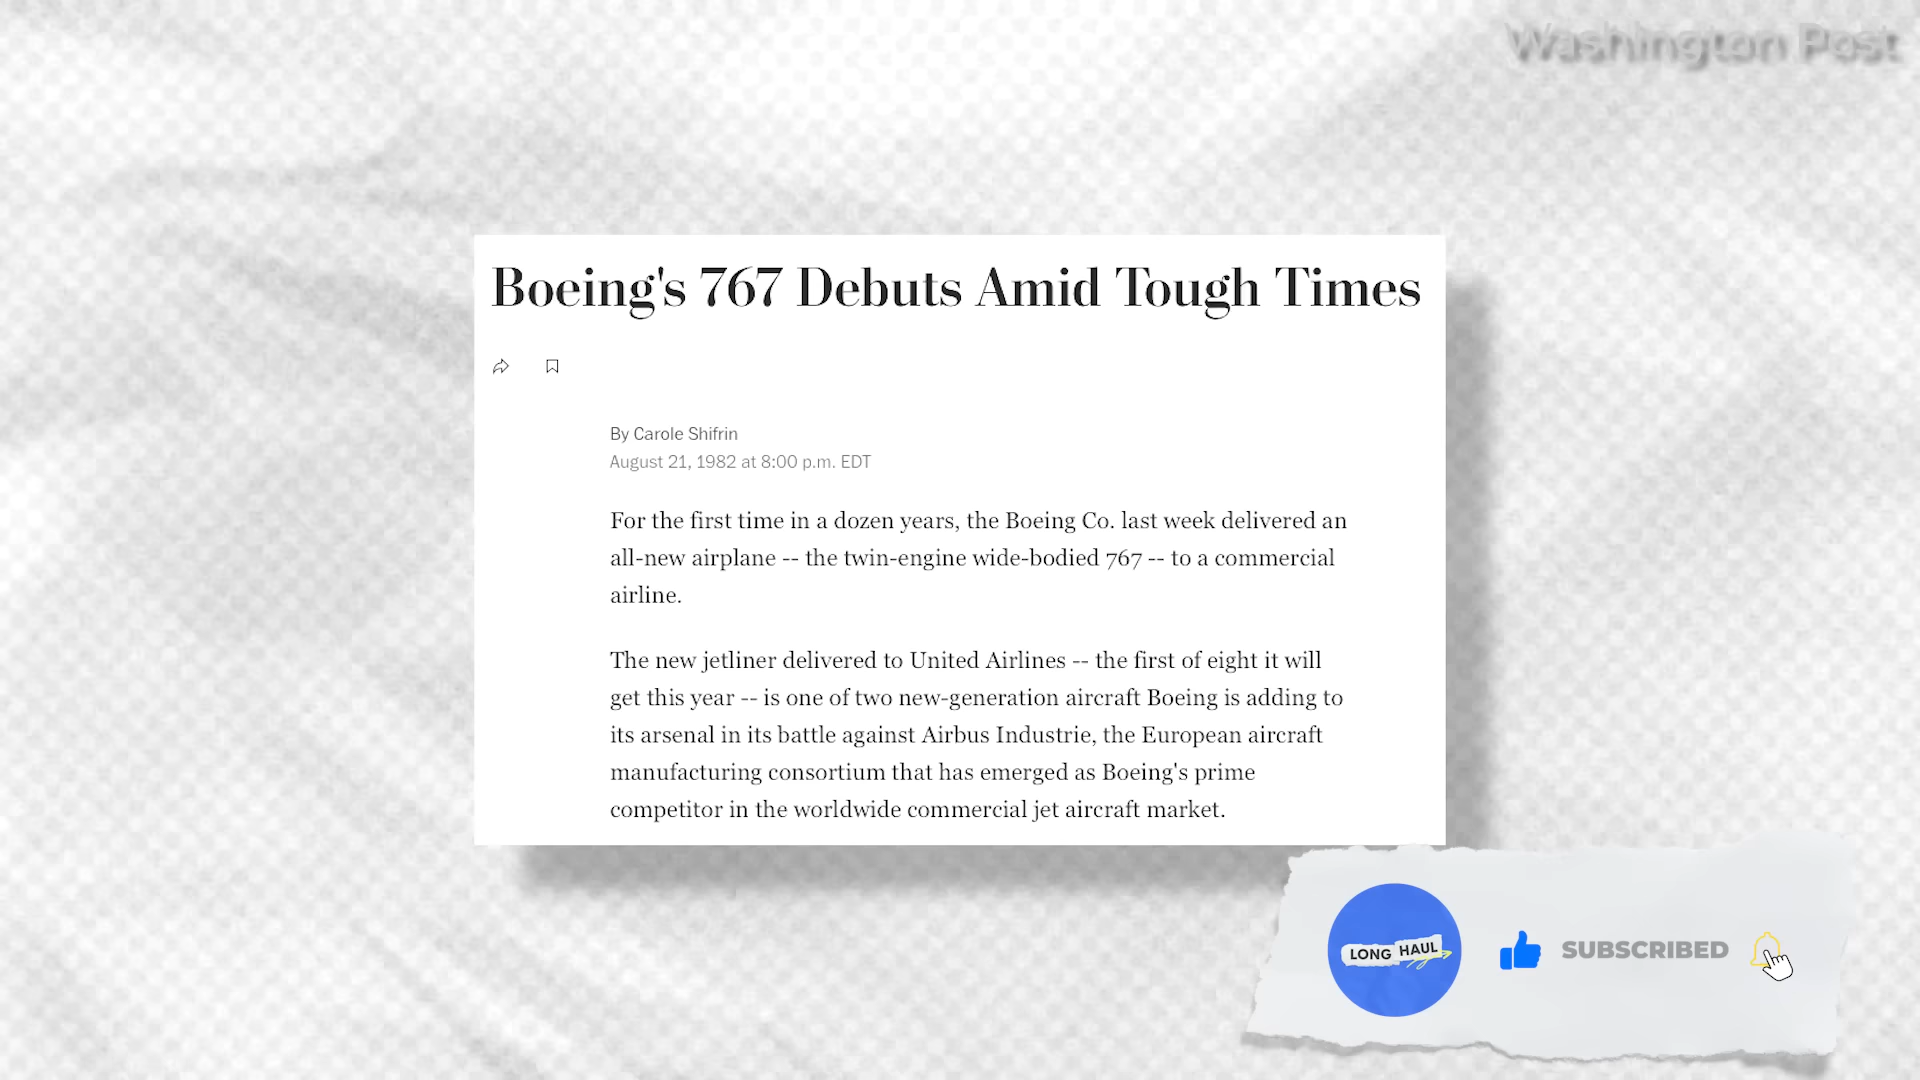 Washington Post
Boeing's 767 Debuts Amid Tough Times
By Carole Shifrin
August 21, 1982 at 8:00 p.m. EDT
For the first time in a dozen years, the Boeing Co. last week delivered an
all-new airplane -- the twin-engine wide-bodied 767 -- to a commercial
airline.
The new jetliner delivered to United Airlines -- the first of eight it will
get this year -- is one of two new-generation aircraft Boeing is adding to
its arsenal in its battle against Airbus Industrie, the European aircraft
manufacturing consortium that has emerged as Boeing's prime
competitor in the worldwide commercial jet aircraft market.
LONG HAUL
SUBSCRIBED